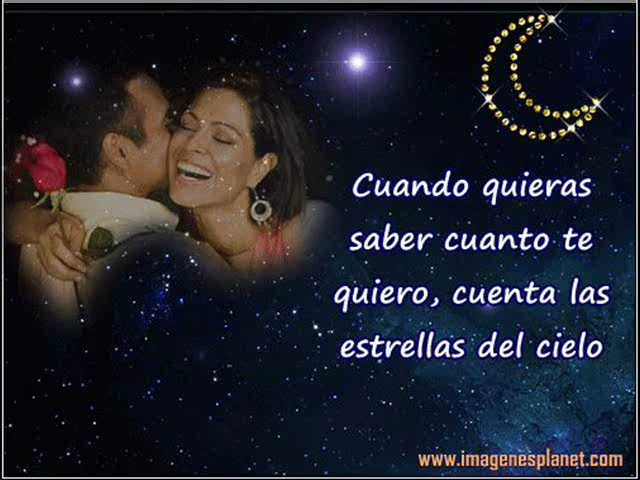 Cuando quieras
saber cuanto te
quiero, cuenta las
estrellas del cielo
www.imagenesplanet.com